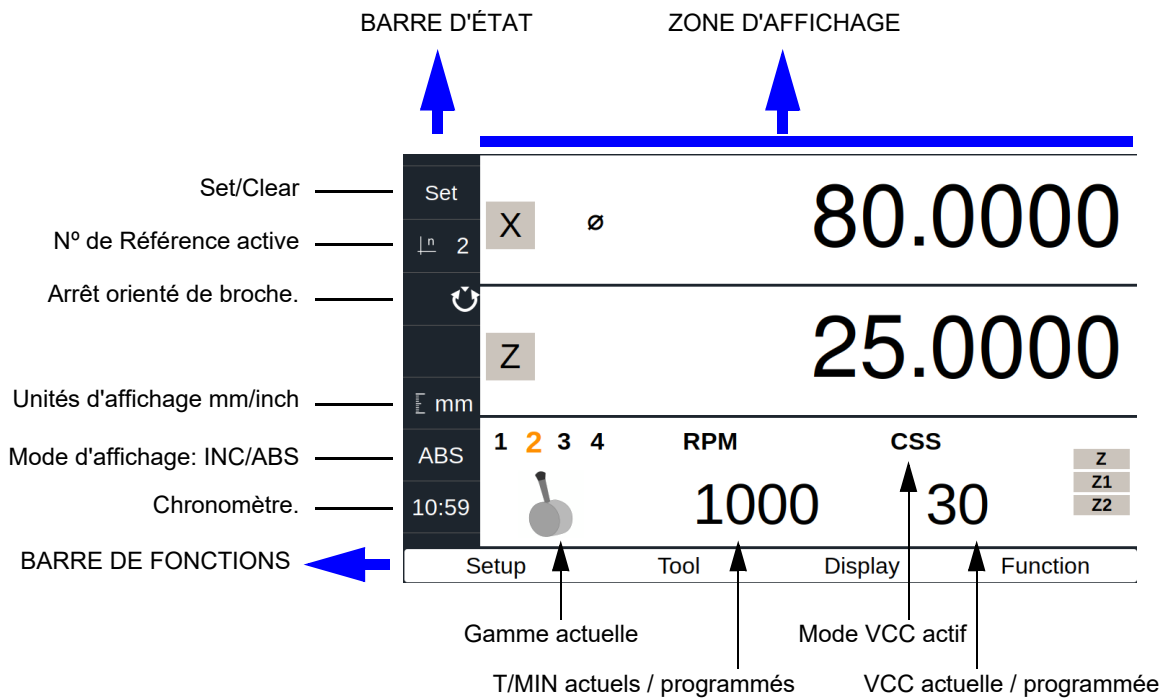 BARRE D'ÉTAT
ZONE D'AFFICHAGE
Set/Clear
Set
X
⌀
80.0000
Nº de Référence active
n
2
Arrêt orienté de broche.
Z
25.0000
Unités d'affichage mm/inch
mm
Mode d'affichage: INC/ABS
ABS
1 2 3 4
RPM
CSS
Z
Z1
Z2
Chronomètre.
10:59
1000
30
BARRE DE FONCTIONS
Setup
Tool
Display
Function
Gamme actuelle
Mode VCC actif
T/MIN actuels / programmés
VCC actuelle / programmée